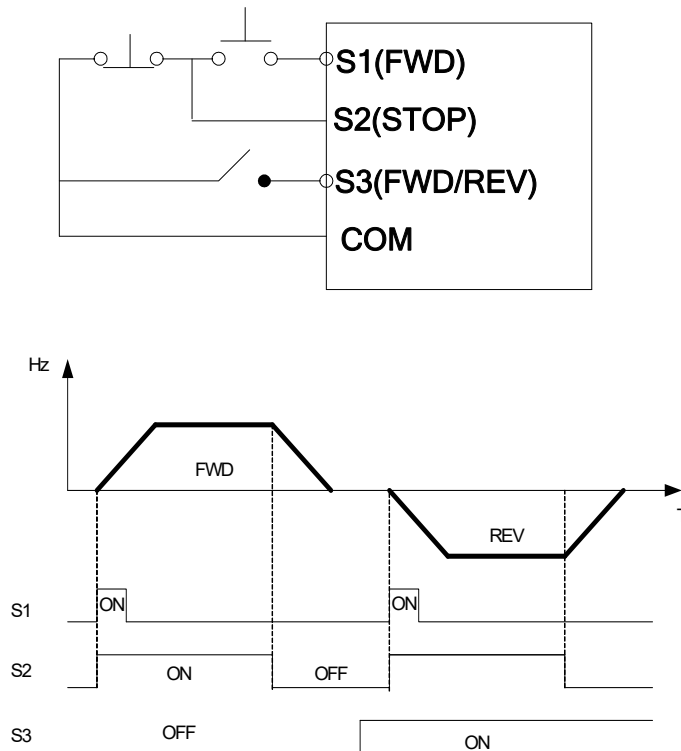 S1(FWD)
S2(STOP)
S3(FWD/REV)
COM
Hz
FWD
REV
S1 ON ON
S2 ON OFF
S3 OFF ON